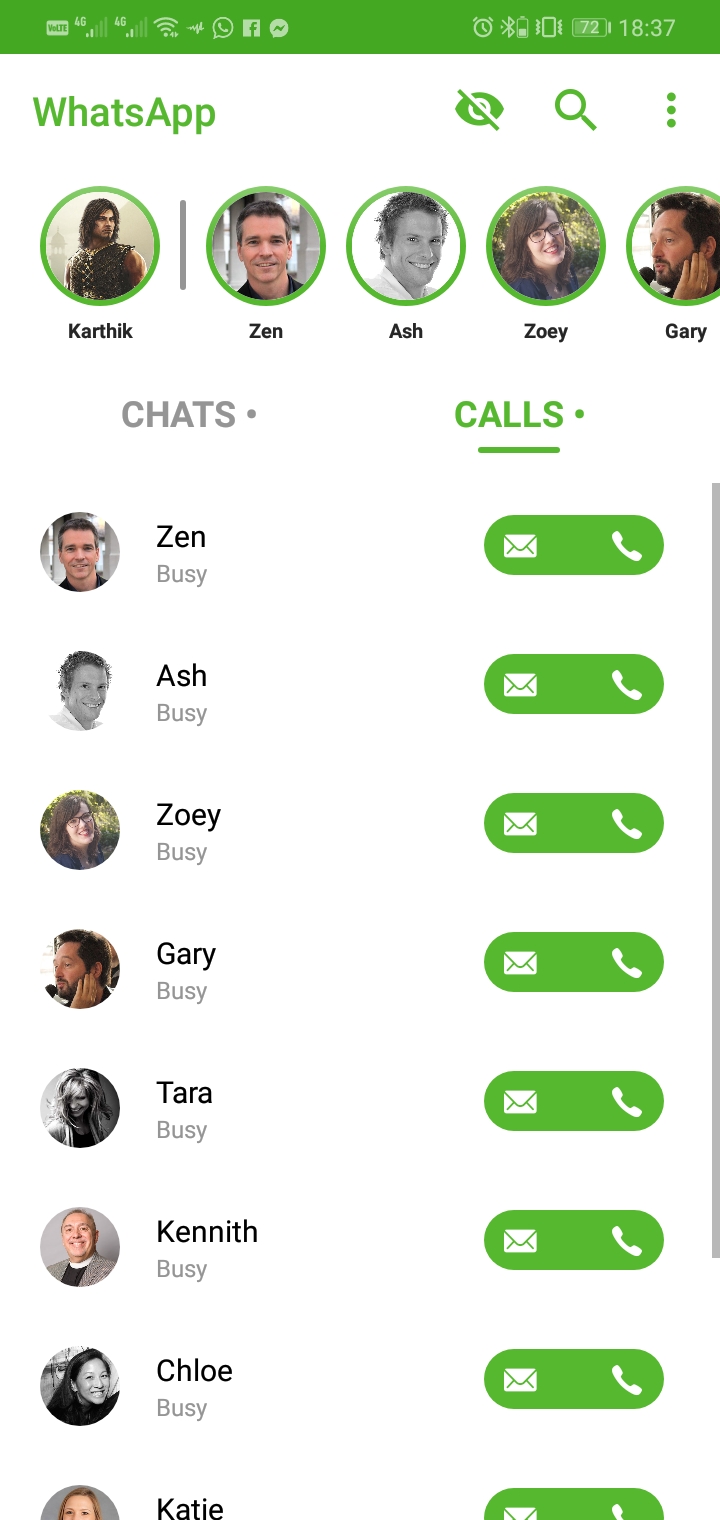 VoLTE 4G 4G 72 18:37
WhatsApp
Karthik Zen Ash Zoey Gary
CHATS • CALLS •
Zen
Busy
Ash
Busy
Zoey
Busy
Gary
Busy
Tara
Busy
Kennith
Busy
Chloe
Busy
Katie